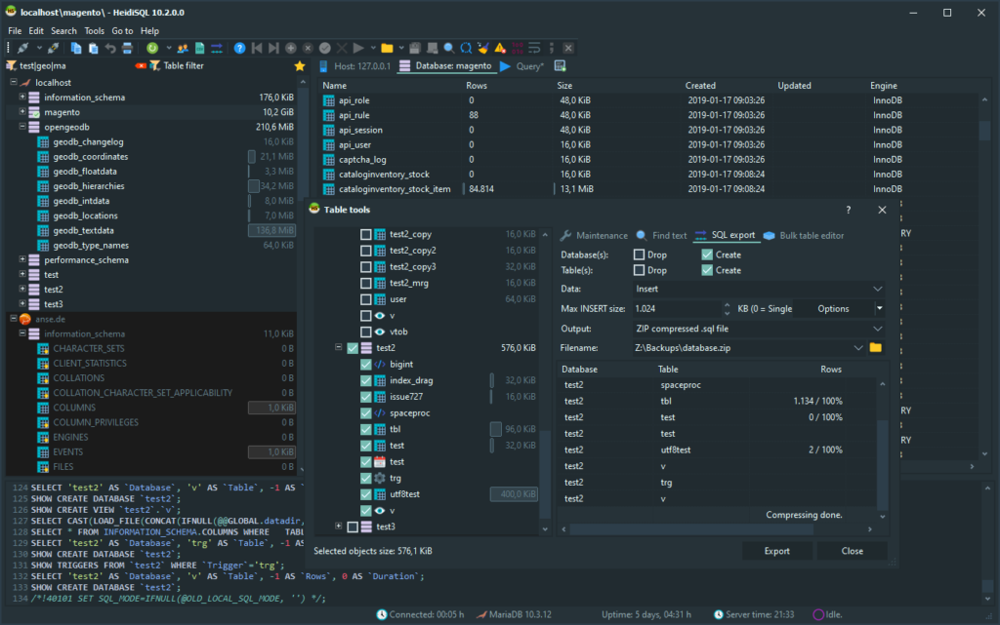 localhost\magento\ - HeidiSQL 10.2.0.0
File Edit Search Tools Go to Help
test|geo|ma Table filter
Host: 127.0.0.1 Database: magento Query*
localhost
information_schema 176,0 KiB
magento 10,2 GiB
opengeodb 210,6 MiB
geodb_changelog 16,0 KiB
geodb_coordinates 21,1 MiB
geodb_floatdata 3,3 MiB
geodb_hierarchies 34,2 MiB
geodb_intdata 8,0 MiB
geodb_locations 7,0 MiB
geodb_textdata 136,8 MiB
geodb_type_names 64,0 KiB
performance_schema
test
test2
test3
anse.de
information_schema 11,0 KiB
CHARACTER_SETS 0 B
CLIENT_STATISTICS 0 B
COLLATIONS 0 B
COLLATION_CHARACTER_SET_APPLICABILITY 0 B
COLUMNS 1,0 KiB
COLUMN_PRIVILEGES 0 B
ENGINES 0 B
EVENTS 1,0 KiB
FILES 0 B
Name Rows Size Created Updated Engine
api_role 0 48,0 KiB 2019-01-17 09:03:26 InnoDB
api_rule 88 48,0 KiB 2019-01-17 09:03:26 InnoDB
api_session 0 48,0 KiB 2019-01-17 09:03:26 InnoDB
api_user 0 16,0 KiB 2019-01-17 09:03:26 InnoDB
captcha_log 0 16,0 KiB 2019-01-17 09:03:26 InnoDB
cataloginventory_stock 0 16,0 KiB 2019-01-17 09:08:24 InnoDB
cataloginventory_stock_item 84.814 13,1 MiB 2019-01-17 09:08:24 InnoDB
RY
RY
RY
Table tools ?
test2_copy 16,0 KiB
test2_copy2 16,0 KiB
test2_copy3 32,0 KiB
test2_mrg 16,0 KiB
user 64,0 KiB
v
vtob
test2 576,0 KiB
bigint
index_drag 32,0 KiB
issue727 16,0 KiB
spaceproc
tbl 96,0 KiB
test 32,0 KiB
test
trg
utf8test 400,0 KiB
v
test3
Selected objects size: 576,1 KiB
Maintenance Find text SQL export Bulk table editor
Database(s): Drop Create
Table(s): Drop Create
Data: Insert
Max INSERT size: 1.024 KB (0 = Single Options
Output: ZIP compressed .sql file
Filename: Z:\Backups\database.zip
Database Table Rows
test2 spaceproc
test2 tbl 1.134 / 100%
test2 test 0 / 100%
test2 test
test2 utf8test 2 / 100%
test2 v
test2 trg
test2 v
Compressing done.
Export Close
124 SELECT 'test2' AS `Database`, 'v' AS `Table`, -1 AS `
125 SHOW CREATE DATABASE `test2`;
126 SHOW CREATE VIEW `test2`.`v`;
127 SELECT CAST(LOAD_FILE(CONCAT(IFNULL(@@GLOBAL.datadir,
128 SELECT * FROM INFORMATION_SCHEMA.COLUMNS WHERE TABL
129 SELECT 'test2' AS `Database`, 'trg' AS `Table`, -1 AS
130 SHOW CREATE DATABASE `test2`;
131 SHOW TRIGGERS FROM `test2` WHERE `Trigger`='trg';
132 SELECT 'test2' AS `Database`, 'v' AS `Table`, -1 AS `Rows`, 0 AS `Duration`;
133 SHOW CREATE DATABASE `test2`;
134 /*!40101 SET SQL_MODE=IFNULL(@OLD_LOCAL_SQL_MODE, '') */;
Connected: 00:05 h MariaDB 10.3.12 Uptime: 5 days, 04:31 h Server time: 21:33 Idle.